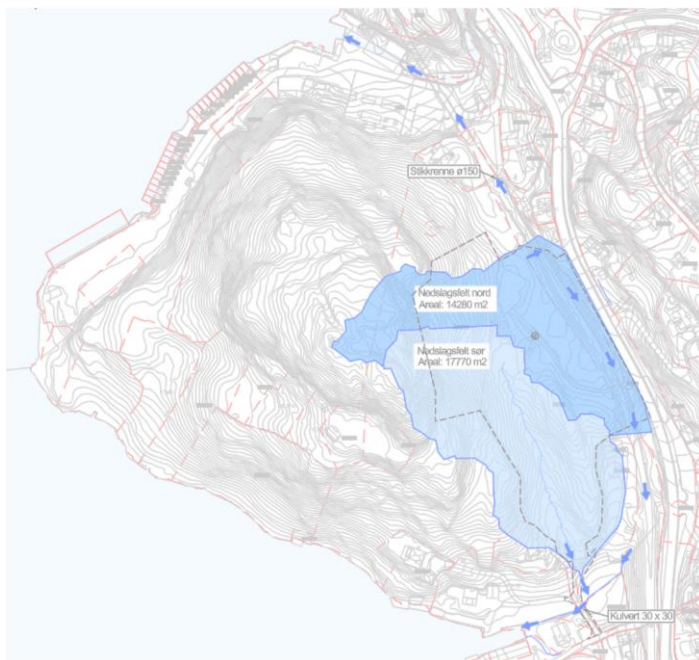 Stikkrenne ø150
Nedslagsfelt nord
Areal: 14280 m2
Nedslagsfelt sør
Areal: 17770 m2
Kulvert 30 x 30